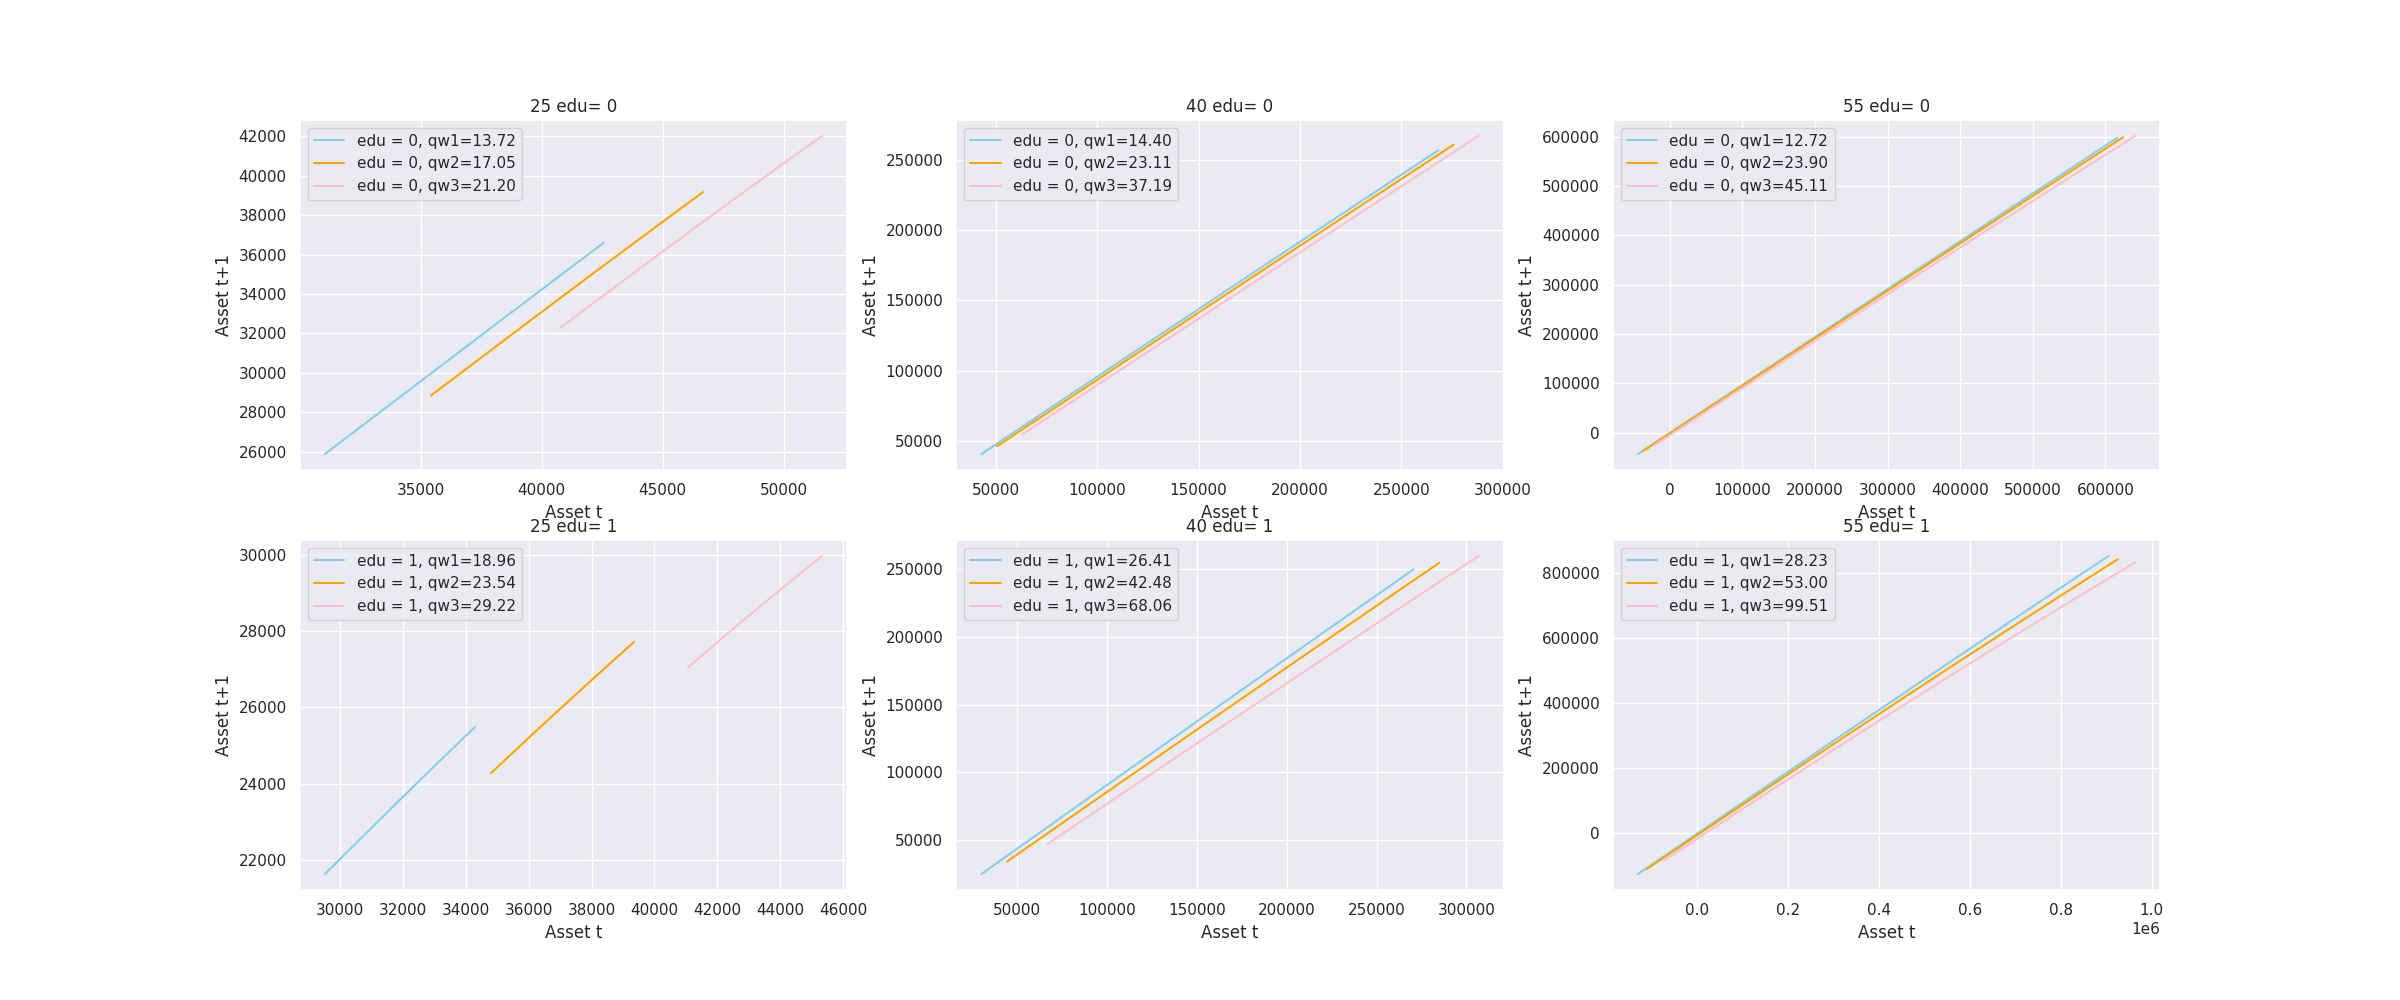 25 edu= 0
edu = 0, qw1=13.72
edu = 0, qw2=17.05
edu = 0, qw3=21.20
42000
40000
38000
36000
34000
32000
30000
28000
26000
Asset t+1
35000 40000 45000 50000
Asset t
40 edu= 0
edu = 0, qw1=14.40
edu = 0, qw2=23.11
edu = 0, qw3=37.19
250000
200000
150000
100000
50000
Asset t+1
50000 100000 150000 200000 250000 300000
Asset t
55 edu= 0
edu = 0, qw1=12.72
edu = 0, qw2=23.90
edu = 0, qw3=45.11
600000
500000
400000
300000
200000
100000
0
Asset t+1
0 100000 200000 300000 400000 500000 600000
Asset t
25 edu= 1
edu = 1, qw1=18.96
edu = 1, qw2=23.54
edu = 1, qw3=29.22
30000
28000
26000
24000
22000
Asset t+1
30000 32000 34000 36000 38000 40000 42000 44000 46000
Asset t
40 edu= 1
edu = 1, qw1=26.41
edu = 1, qw2=42.48
edu = 1, qw3=68.06
250000
200000
150000
100000
50000
Asset t+1
50000 100000 150000 200000 250000 300000
Asset t
55 edu= 1
edu = 1, qw1=28.23
edu = 1, qw2=53.00
edu = 1, qw3=99.51
800000
600000
400000
200000
0
Asset t+1
0.0 0.2 0.4 0.6 0.8 1.0
1e6
Asset t